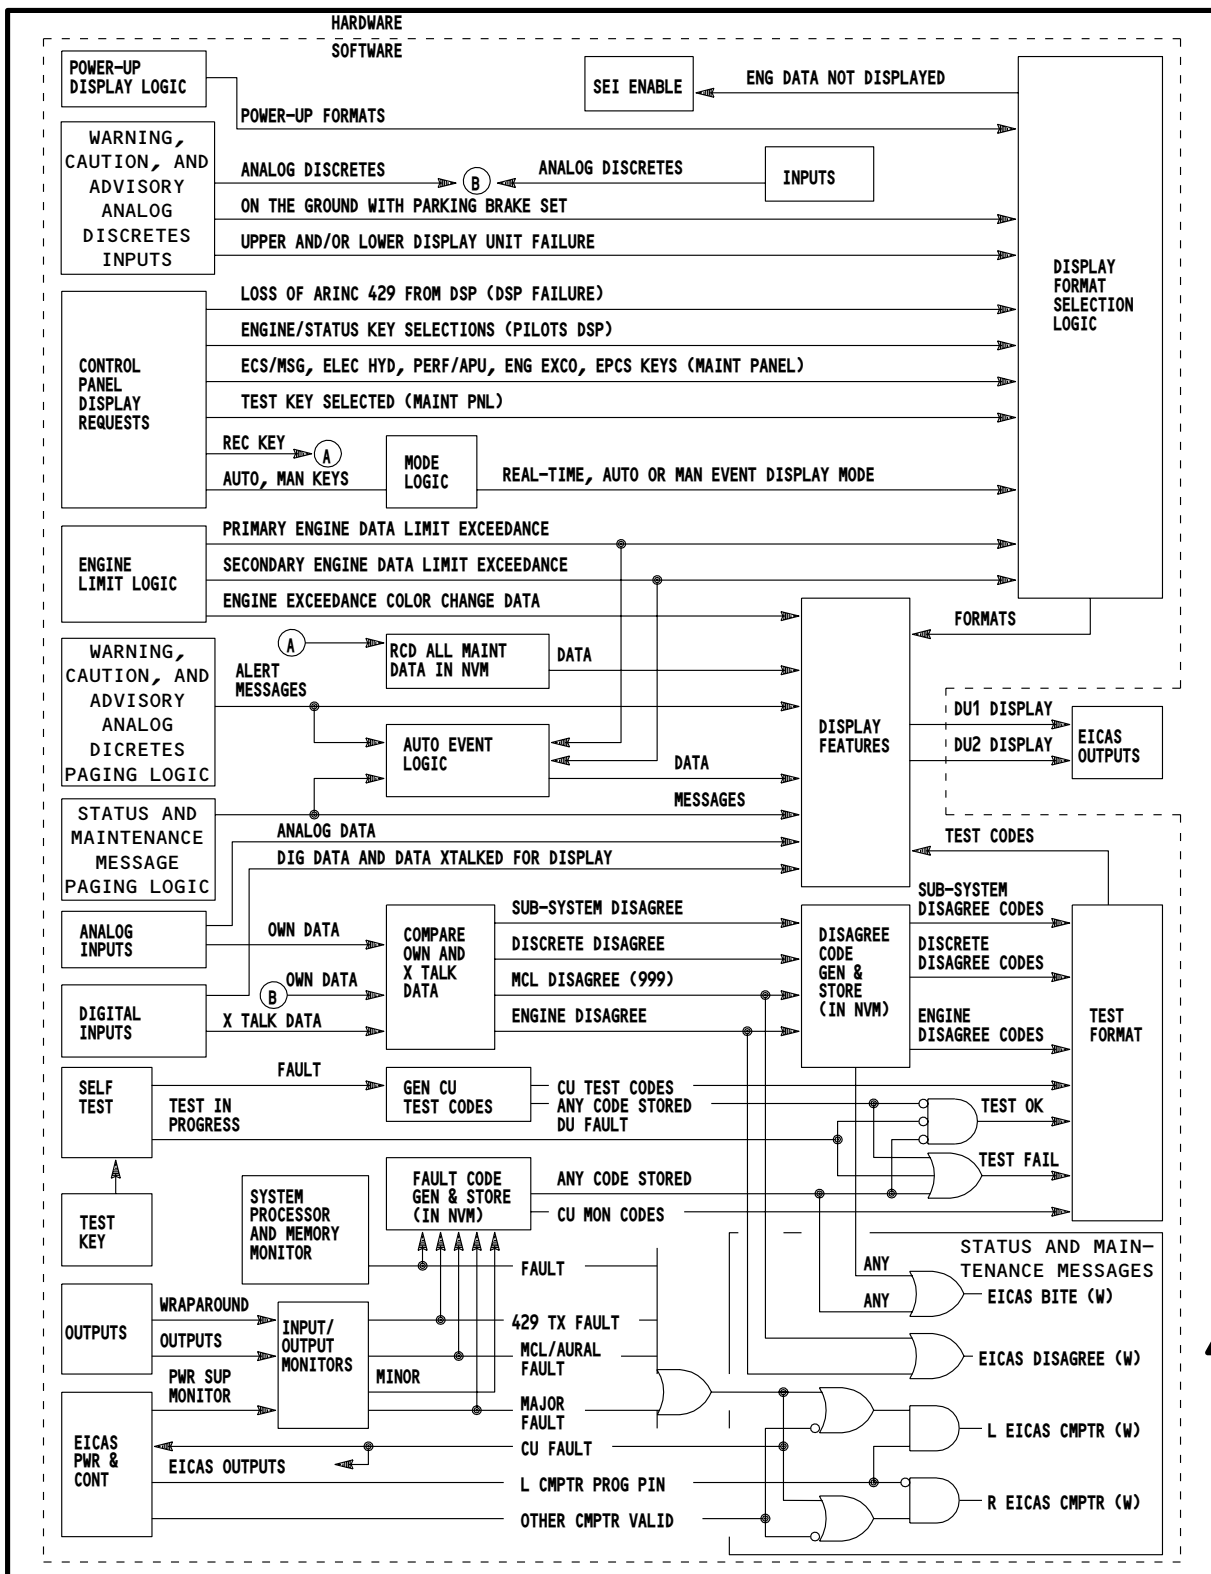 HARDWARE
SOFTWARE
POWER-UP
DISPLAY LOGIC
SEI ENABLE
ENG DATA NOT DISPLAYED
POWER-UP FORMATS
WARNING,
CAUTION, AND
ADVISORY
ANALOG
DISCRETES
INPUTS
ANALOG DISCRETES
B
ANALOG DISCRETES
INPUTS
ON THE GROUND WITH PARKING BRAKE SET
UPPER AND/OR LOWER DISPLAY UNIT FAILURE
DISPLAY
FORMAT
SELECTION
LOGIC
CONTROL
PANEL
DISPLAY
REQUESTS
LOSS OF ARINC 429 FROM DSP (DSP FAILURE)
ENGINE/STATUS KEY SELECTIONS (PILOTS DSP)
ECS/MSG, ELEC HYD, PERF/APU, ENG EXCO, EPCS KEYS (MAINT PANEL)
TEST KEY SELECTED (MAINT PNL)
REC KEY
A
AUTO, MAN KEYS
MODE
LOGIC
REAL-TIME, AUTO OR MAN EVENT DISPLAY MODE
ENGINE
LIMIT LOGIC
PRIMARY ENGINE DATA LIMIT EXCEEDANCE
SECONDARY ENGINE DATA LIMIT EXCEEDANCE
ENGINE EXCEEDANCE COLOR CHANGE DATA
FORMATS
WARNING,
CAUTION, AND
ADVISORY
ANALOG
DICRETES
PAGING LOGIC
A
RCD ALL MAINT
DATA IN NVM
DATA
ALERT
MESSAGES
AUTO EVENT
LOGIC
DATA
MESSAGES
DISPLAY
FEATURES
DU1 DISPLAY
DU2 DISPLAY
EICAS
OUTPUTS
STATUS AND
MAINTENANCE
MESSAGE
PAGING LOGIC
ANALOG DATA
DIG DATA AND DATA XTALKED FOR DISPLAY
TEST CODES
ANALOG
INPUTS
OWN DATA
COMPARE
OWN AND
X TALK
DATA
SUB-SYSTEM DISAGREE
DISCRETE DISAGREE
MCL DISAGREE (999)
ENGINE DISAGREE
DISAGREE
CODE
GEN &
STORE
(IN NVM)
SUB-SYSTEM
DISAGREE CODES
DISCRETE
DISAGREE CODES
ENGINE
DISAGREE CODES
TEST
FORMAT
DIGITAL
INPUTS
B
OWN DATA
X TALK DATA
SELF
TEST
FAULT
TEST IN
PROGRESS
GEN CU
TEST CODES
CU TEST CODES
ANY CODE STORED
DU FAULT
TEST OK
TEST FAIL
TEST
KEY
SYSTEM
PROCESSOR
AND MEMORY
MONITOR
FAULT CODE
GEN & STORE
(IN NVM)
ANY CODE STORED
CU MON CODES
STATUS AND MAIN-
TENANCE MESSAGES
FAULT
ANY
ANY
EICAS BITE (W)
OUTPUTS
WRAPAROUND
OUTPUTS
PWR SUP
MONITOR
INPUT/
OUTPUT
MONITORS
429 TX FAULT
MCL/AURAL
FAULT
MINOR
MAJOR
FAULT
EICAS DISAGREE (W)
EICAS
PWR &
CONT
CU FAULT
EICAS OUTPUTS
L CMPTR PROG PIN
OTHER CMPTR VALID
L EICAS CMPTR (W)
R EICAS CMPTR (W)